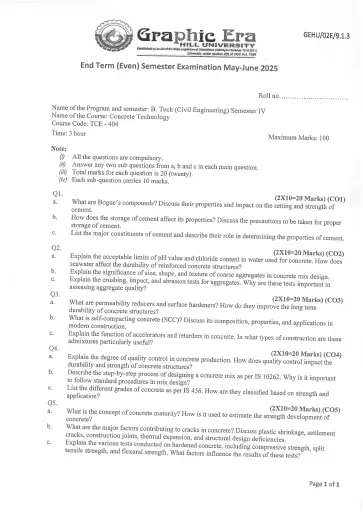 GEHU/02E/9.1.3
Graphic Era
HILL UNIVERSITY
End Term (Even) Semester Examination May-June 2025
Roll no..............................
Name of the Program and semester: B. Tech (Civil Engineering) Semester IV
Name of the Course: Concrete Technology
Course Code: TCE - 404
Time: 3 hour
Maximum Marks: 100
Note:
(i) All the questions are compulsory.
(ii) Answer any two sub questions from a, b and c in each main question.
(iii) Total marks for each question is 20 (twenty).
(iv) Each sub-question carries 10 marks.
Q1.
(2X10=20 Marks) (CO1)
a. What are Bogue's compounds? Discuss their properties and impact on the setting and strength of
cement.
b. How does the storage of cement affect its properties? Discuss the precautions to be taken for proper
storage of cement.
c. List the major constituents of cement and describe their role in determining the properties of cement.
Q2.
(2X10=20 Marks) (CO2)
a. Explain the acceptable limits of pH value and chloride content in water used for concrete. How does
seawater affect the durability of reinforced concrete structures?
b. Explain the significance of size, shape, and texture of coarse aggregates in concrete mix design.
c. Explain the crushing, impact, and abrasion tests for aggregates. Why are these tests important in
assessing aggregate quality?
Q3.
(2X10=20 Marks) (CO3)
a. What are permeability reducers and surface hardeners? How do they improve the long term
durability of concrete structures?
b. What is self-compacting concrete (SCC)? Discuss its composition, properties, and applications in
modern construction.
c. Explain the function of accelerators and retarders in concrete. In what types of construction are these
admixtures particularly useful?
Q4.
(2X10=20 Marks) (CO4)
a. Explain the degree of quality control in concrete production. How does quality control impact the
durability and strength of concrete structures?
b. Describe the step-by-step process of designing a concrete mix as per IS 10262. Why is it important
to follow standard procedures in mix design?
c. List the different grades of concrete as per IS 456. How are they classified based on strength and
application?
Q5.
(2X10=20 Marks) (CO5)
a. What is the concept of concrete maturity? How is it used to estimate the strength development of
concrete?
b. What are the major factors contributing to cracks in concrete? Discuss plastic shrinkage, settlement
cracks, construction joints, thermal expansion, and structural design deficiencies.
c. Explain the various tests conducted on hardened concrete, including compressive strength, split
tensile strength, and flexural strength. What factors influence the results of these tests?
Page 1 of 1